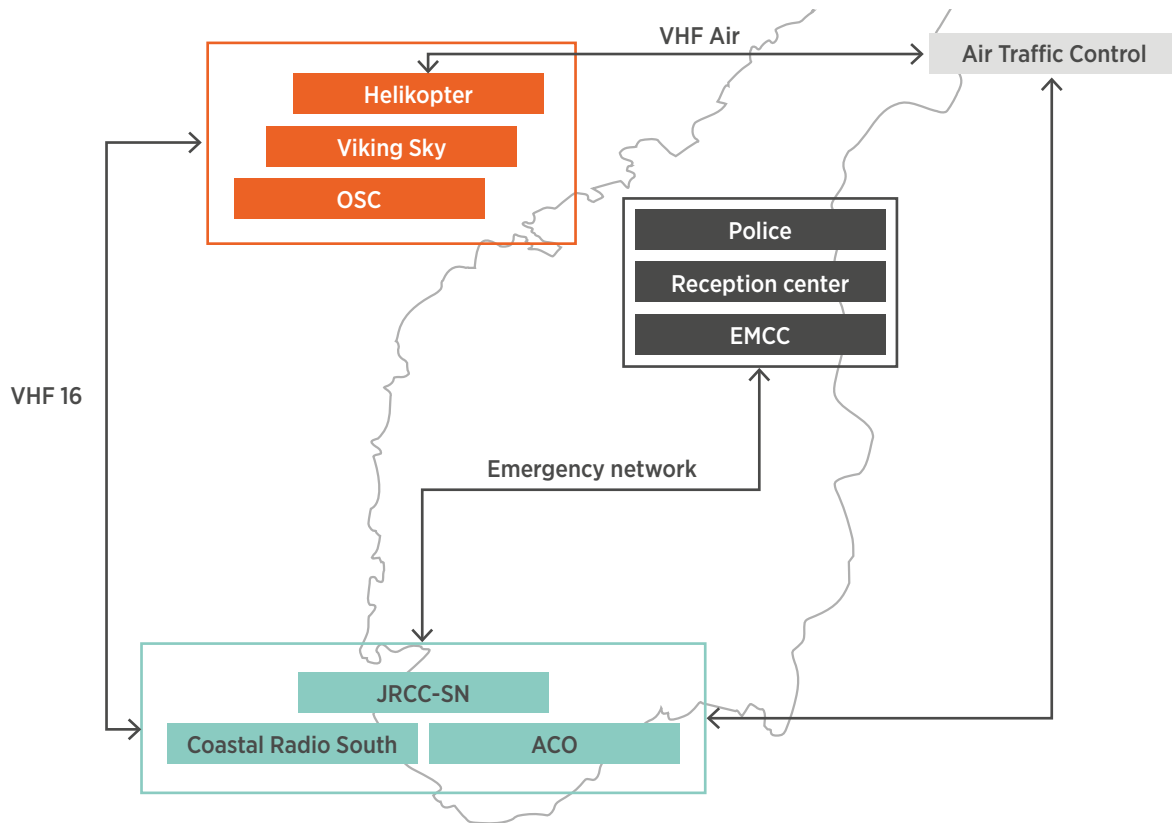 VHF Air
Air Traffic Control
Helikopter
Viking Sky
OSC
Police
Reception center
EMCC
VHF 16
Emergency network
JRCC-SN
Coastal Radio South
ACO